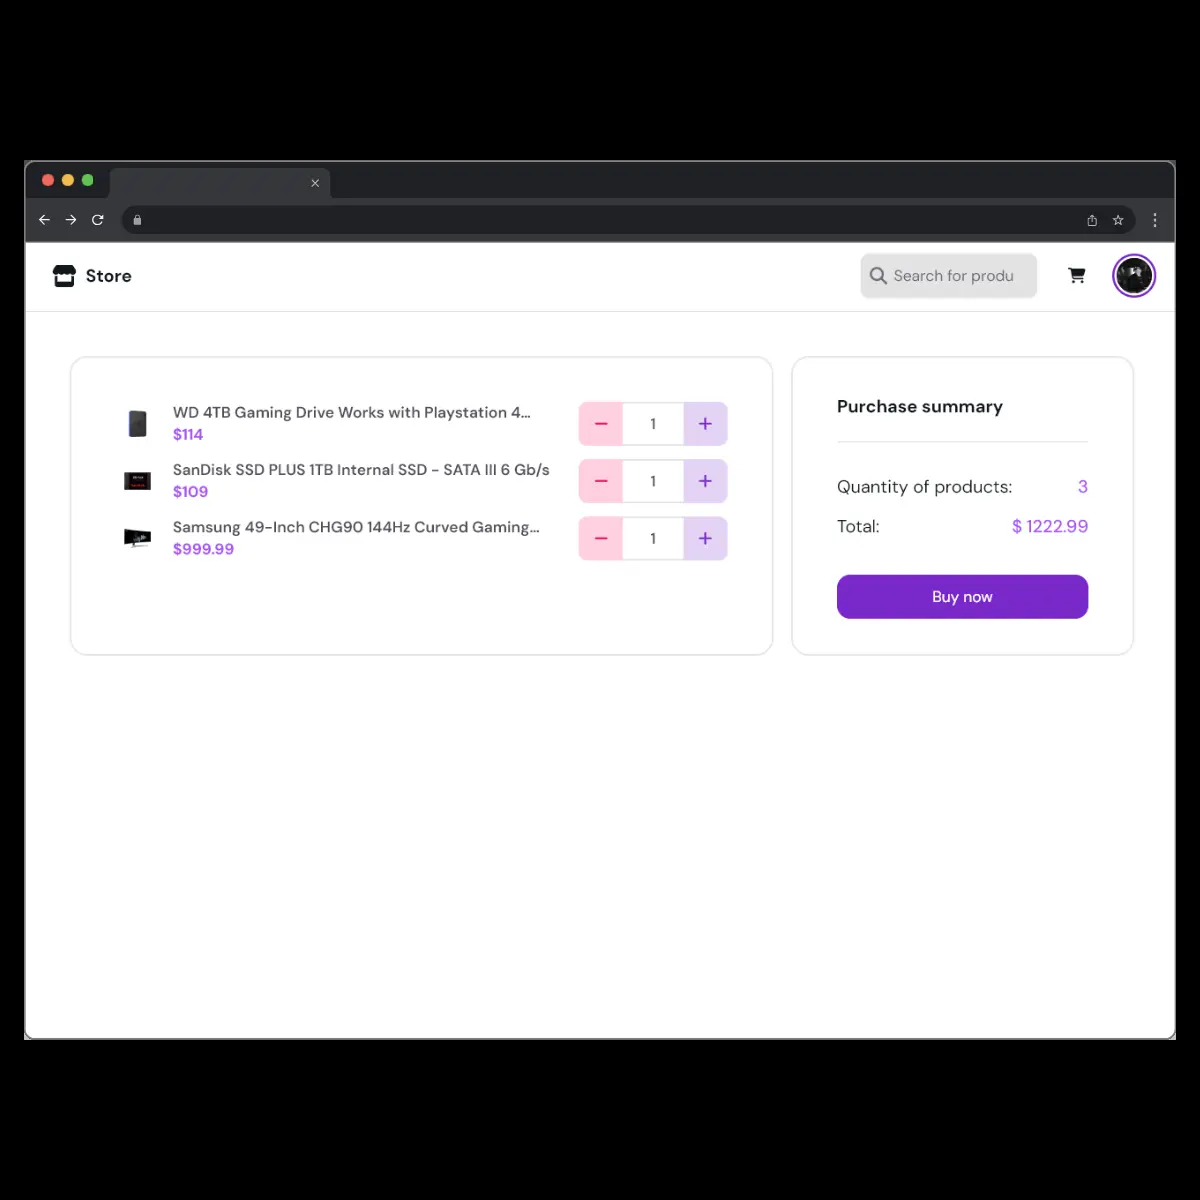 Store
Search for produ
WD 4TB Gaming Drive Works with Playstation 4...
$114
− 1 +
SanDisk SSD PLUS 1TB Internal SSD - SATA III 6 Gb/s
$109
− 1 +
Samsung 49-Inch CHG90 144Hz Curved Gaming...
$999.99
− 1 +
Purchase summary
Quantity of products: 3
Total: $ 1222.99
Buy now